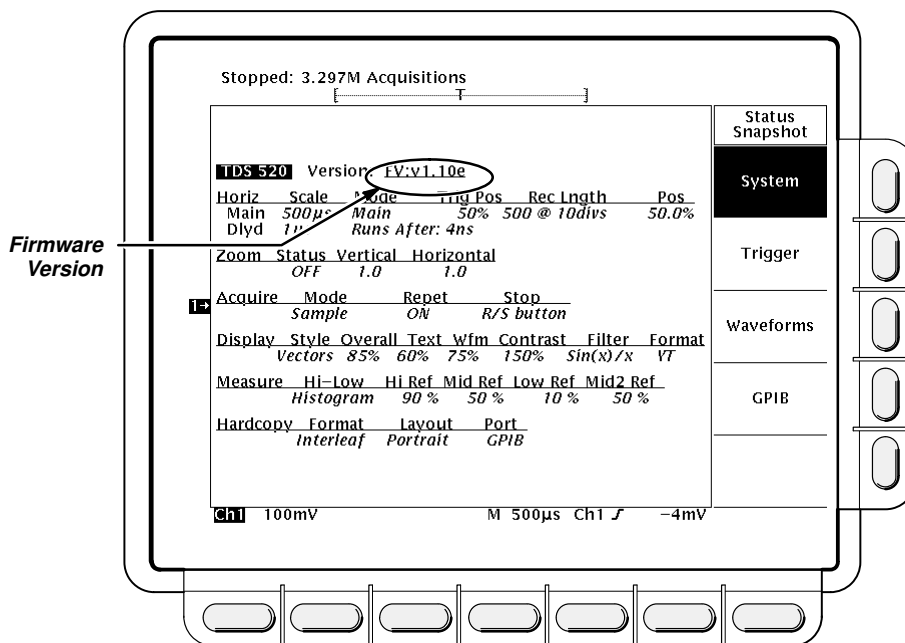 Stopped: 3.297M Acquisitions
T
Status
Snapshot
TDS 520 Version: FV:v1.10e
System
Horiz Scale Mode Trig Pos Rec Lngth Pos
Main 500µs Main 50% 500 @ 10divs 50.0%
Dlyd Runs After: 4ns
Firmware
Version
Zoom Status Vertical Horizontal
OFF 1.0 1.0
Trigger
1→
Acquire Mode Repet Stop
Sample ON R/S button
Waveforms
Display Style Overall Text Wfm Contrast Filter Format
Vectors 85% 60% 75% 150% Sin(x)/x YT
Measure Hi-Low Hi Ref Mid Ref Low Ref Mid2 Ref
Histogram 90 % 50 % 10 % 50 %
GPIB
Hardcopy Format Layout Port
Interleaf Portrait GPIB
Ch1 100mV M 500µs Ch1 ƒ -4mV